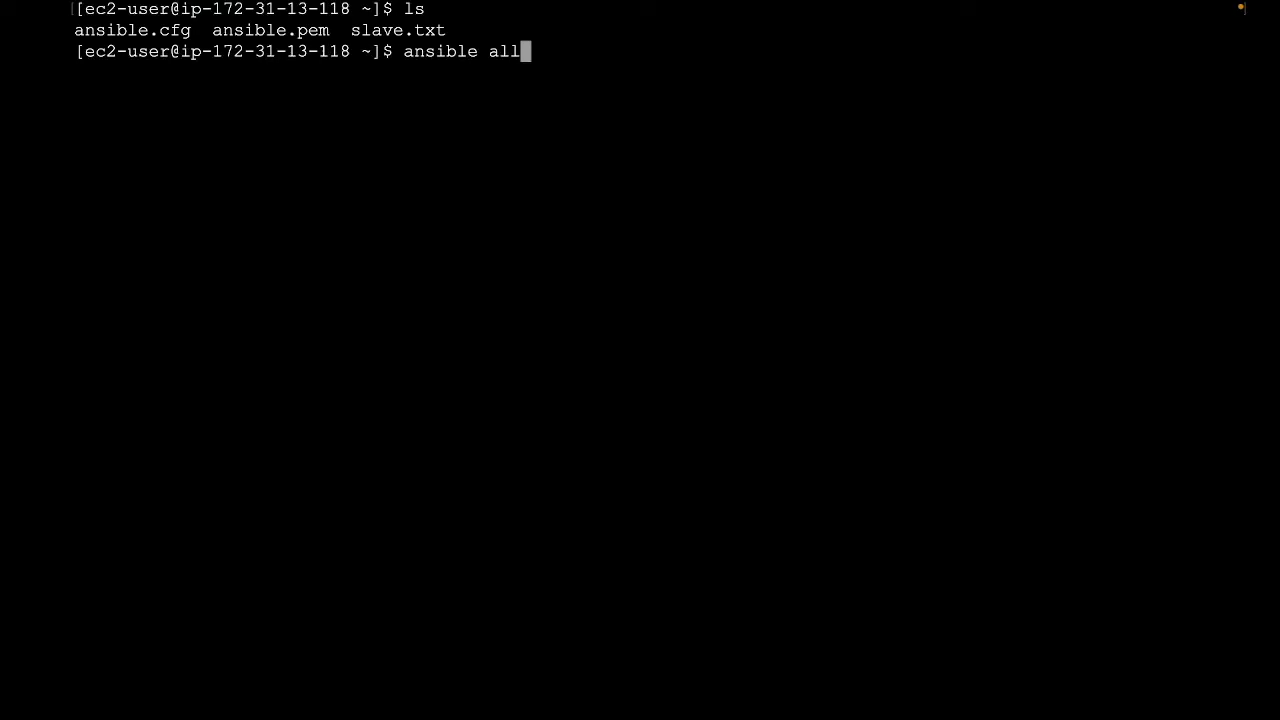 [ec2-user@ip-172-31-13-118 ~]$ ls
ansible.cfg  ansible.pem  slave.txt
[ec2-user@ip-172-31-13-118 ~]$ ansible all